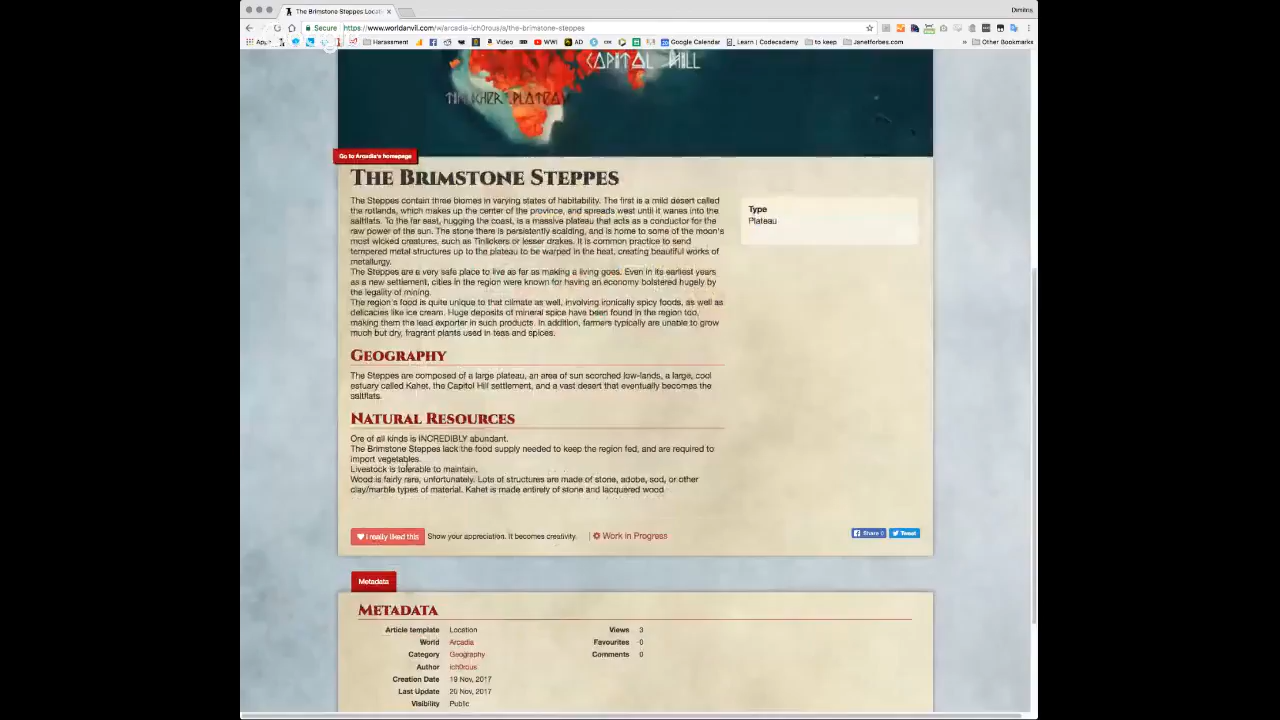 The Brimstone Steppes Locat
Dimitris
Secure
https://www.worldanvil.com/w/arcadia-ich0rous/a/the-brimstone-steppes
Harassment
Video
WWI
AD
Google Calendar
Learn | Codecademy
to keep
Janetforbes.com
»
Other Bookmarks
CAPITAL HILL
Go to Arcadia's homepage
THE BRIMSTONE STEPPES
The Steppes contain three biomes in varying states of habitability. The first is a mild desert called
the rotlands, which makes up the center of the province, and spreads west until it wanes into the
saltflats. To the far east, hugging the coast, is a massive plateau that acts as a conductor for the
raw power of the sun. The stone there is persistently scalding, and is home to some of the moon's
most wicked creatures, such as Tinlickers or lesser drakes. It is common practice to send
tempered metal structures up to the plateau to be warped in the heat, creating beautiful works of
metallurgy.
The Steppes are a very safe place to live as far as making a living goes. Even in its earliest years
as a new settlement, cities in the region were known for having an economy bolstered hugely by
the legality of mining.
The region's food is quite unique to that climate as well, involving ironically spicy foods, as well as
delicacies like ice cream. Huge deposits of mineral spice have been found in the region too,
making them the lead exporter in such products. In addition, farmers typically are unable to grow
much but dry, fragrant plants used in teas and spices.
Type
Plateau
GEOGRAPHY
The Steppes are composed of a large plateau, an area of sun scorched low-lands, a large, cool
estuary called Kahet, the Capitol Hill settlement, and a vast desert that eventually becomes the
saltflats.
NATURAL RESOURCES
Ore of all kinds is INCREDIBLY abundant.
The Brimstone Steppes lack the food supply needed to keep the region fed, and are required to
import vegetables.
Livestock is tolerable to maintain.
Wood is fairly rare, unfortunately. Lots of structures are made of stone, adobe, sod, or other
clay/marble types of material. Kahet is made entirely of stone and lacquered wood
I really liked this
Show your appreciation. It becomes creativity.
| Work in Progress
Share 0
Tweet
Metadata
METADATA
Article template Location
World Arcadia
Category Geography
Author ich0rous
Creation Date 19 Nov, 2017
Last Update 20 Nov, 2017
Visibility Public
Views 3
Favourites 0
Comments 0